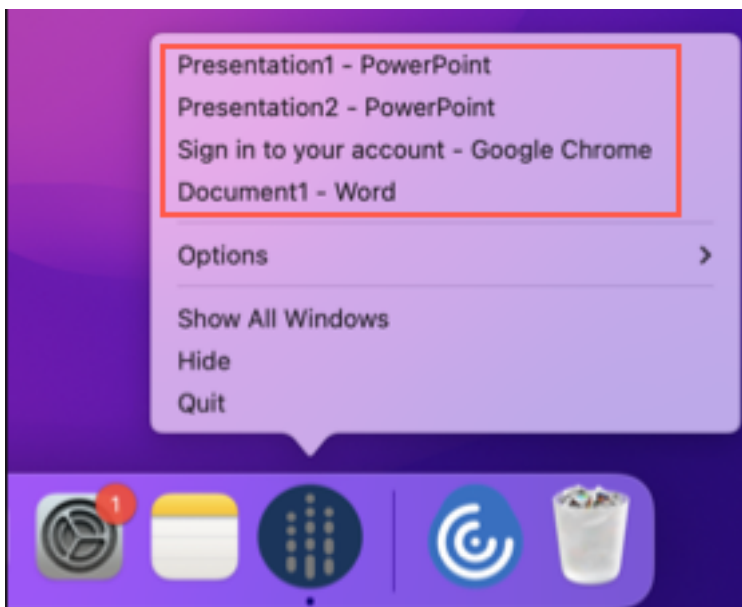 Presentation1 - PowerPoint
Presentation2 - PowerPoint
Sign in to your account - Google Chrome
Document1 - Word
Options
Show All Windows
Hide
Quit
1